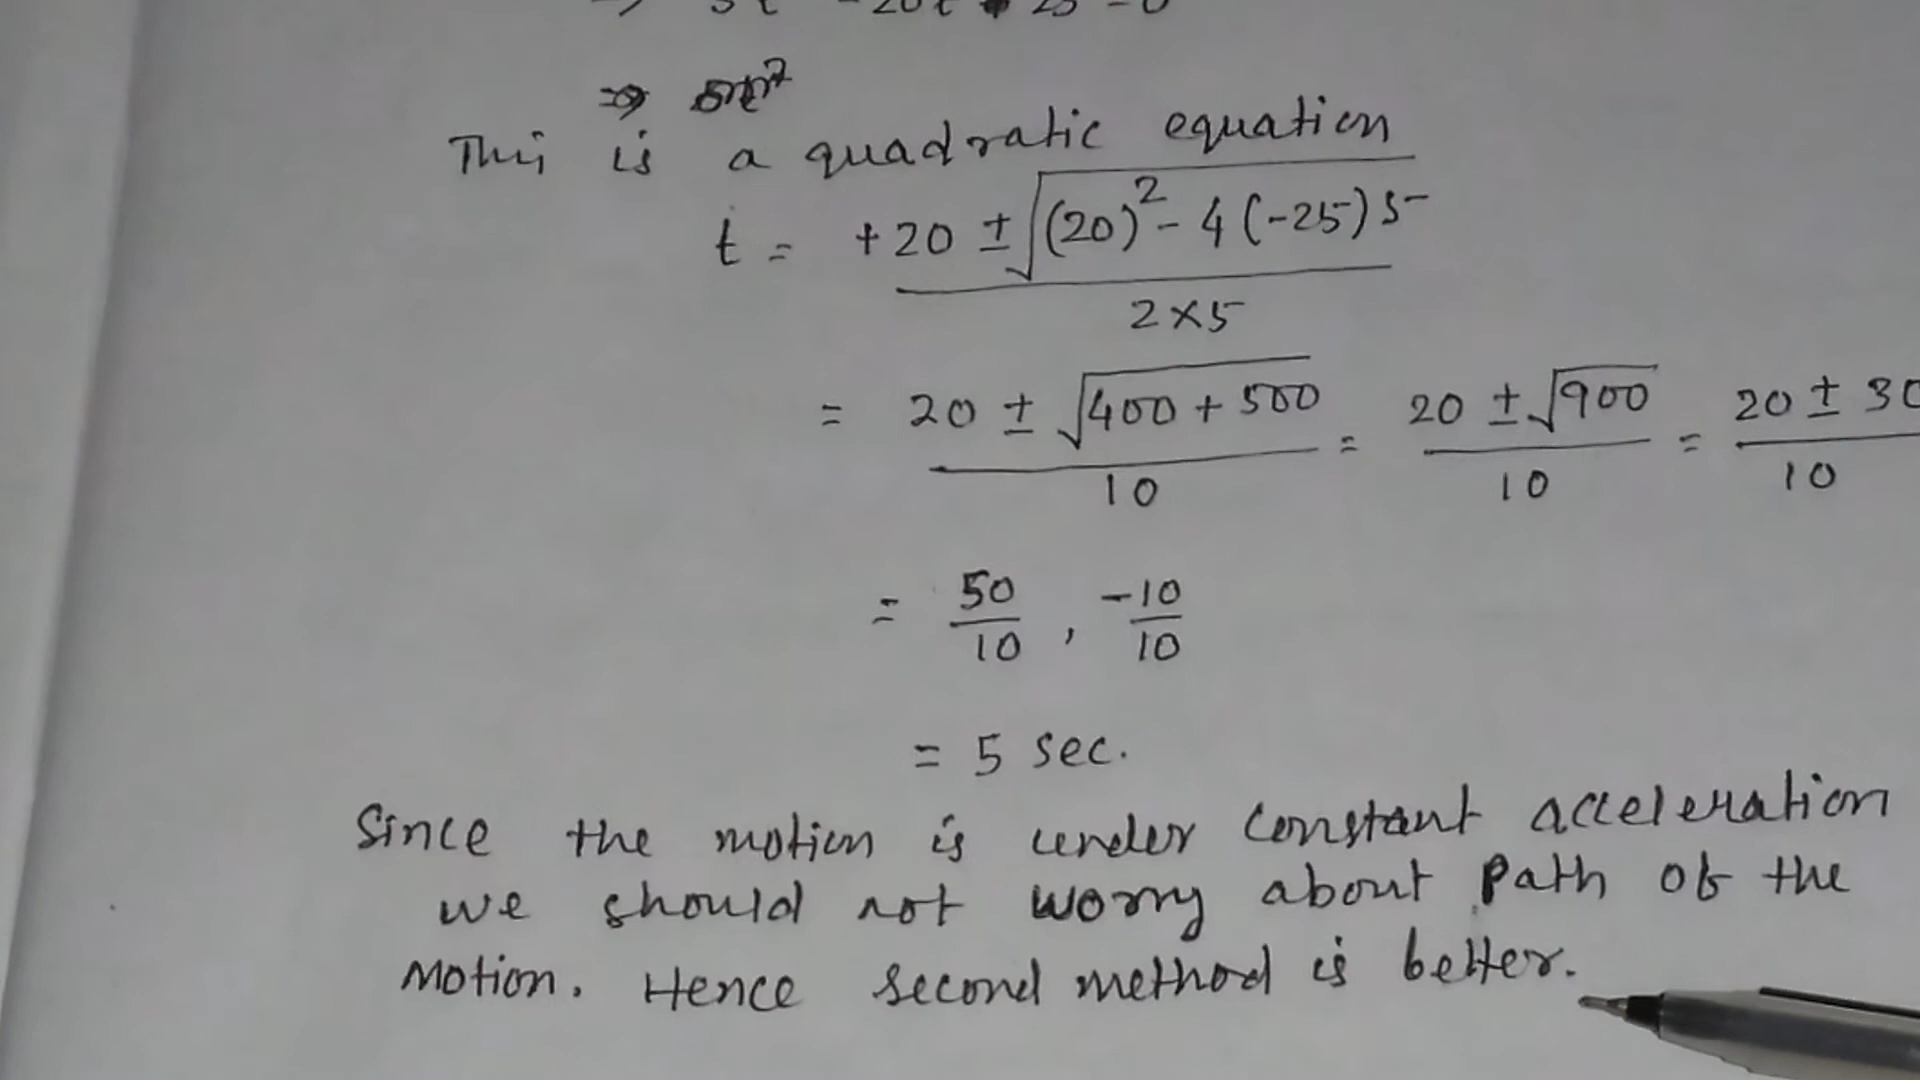 This is a quadratic equation
t = +20 ± √(20)² - 4(-25)5 / 2×5
= 20 ± √400 + 500 / 10 = 20 ± √900 / 10 = 20 ± 30 / 10
= 50/10 , -10/10
= 5 sec.
Since the motion is under constant acceleration
we should not worry about path of the
motion. Hence second method is better.